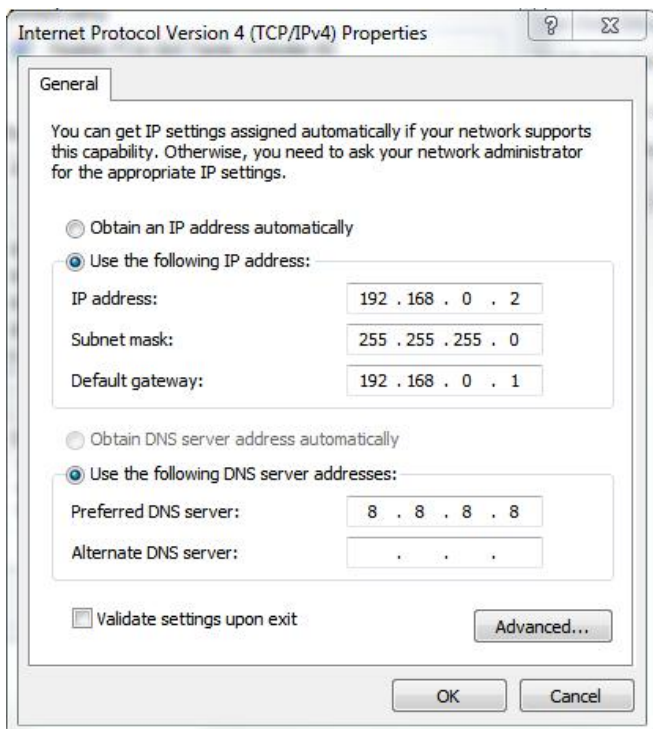 Internet Protocol Version 4 (TCP/IPv4) Properties
General
You can get IP settings assigned automatically if your network supports
this capability. Otherwise, you need to ask your network administrator
for the appropriate IP settings.
Obtain an IP address automatically
Use the following IP address:
IP address: 192 . 168 . 0 . 2
Subnet mask: 255 . 255 . 255 . 0
Default gateway: 192 . 168 . 0 . 1
Obtain DNS server address automatically
Use the following DNS server addresses:
Preferred DNS server: 8 . 8 . 8 . 8
Alternate DNS server: . . .
Validate settings upon exit
Advanced...
OK Cancel